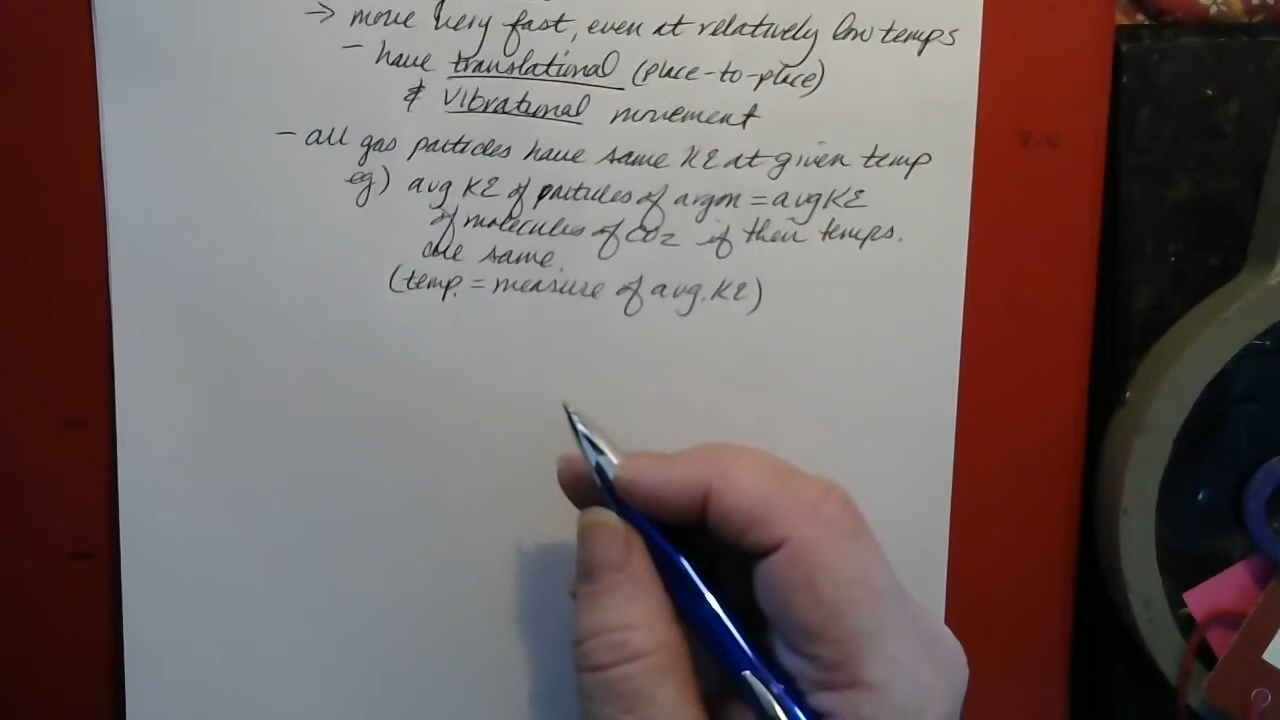 → move very fast, even at relatively low temps
- have translational (place-to-place)
& vibrational movement
- all gas particles have same KE at given temp
eg) avg KE of particles of argon = avg KE
of molecules of CO2 if their temps.
are same.
(temp. = measure of avg. KE)